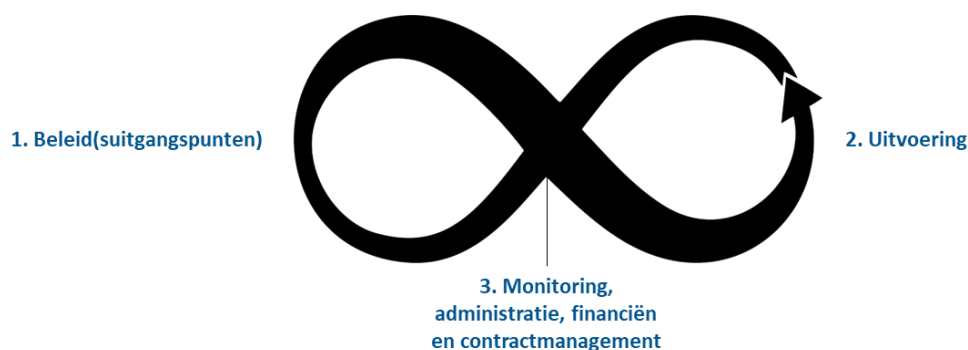 1. Beleid(suitgangspunten)
2. Uitvoering
3. Monitoring,
administratie, financiën
en contractmanagement